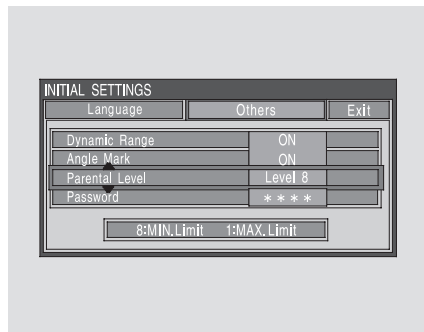 INITIAL SETTINGS
Language Others Exit
Dynamic Range ON
Angle Mark ON
Parental Level Level 8
Password ****
8:MIN.Limit 1:MAX.Limit